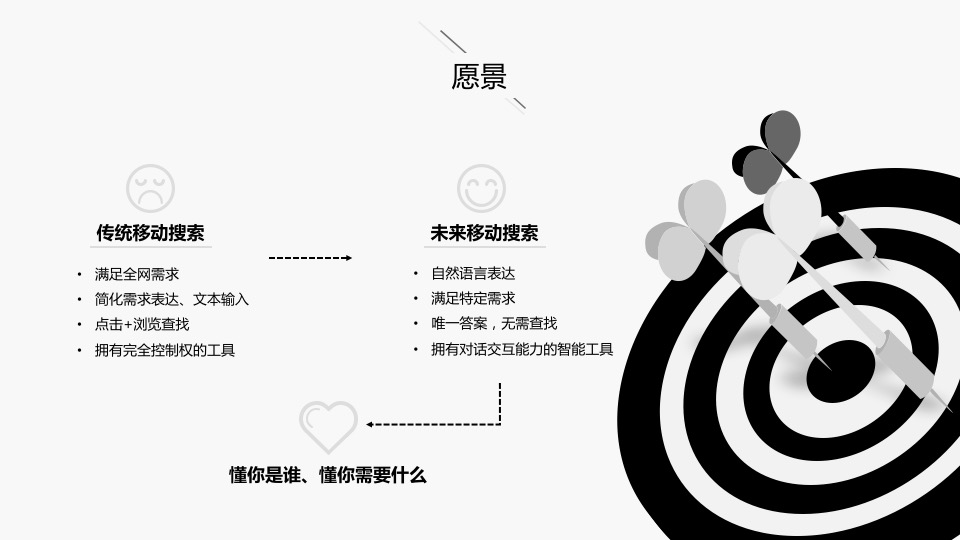 愿景
传统移动搜索
• 满足全网需求
• 简化需求表达、文本输入
• 点击+浏览查找
• 拥有完全控制权的工具
未来移动搜索
• 自然语言表达
• 满足特定需求
• 唯一答案，无需查找
• 拥有对话交互能力的智能工具
懂你是谁、懂你需要什么